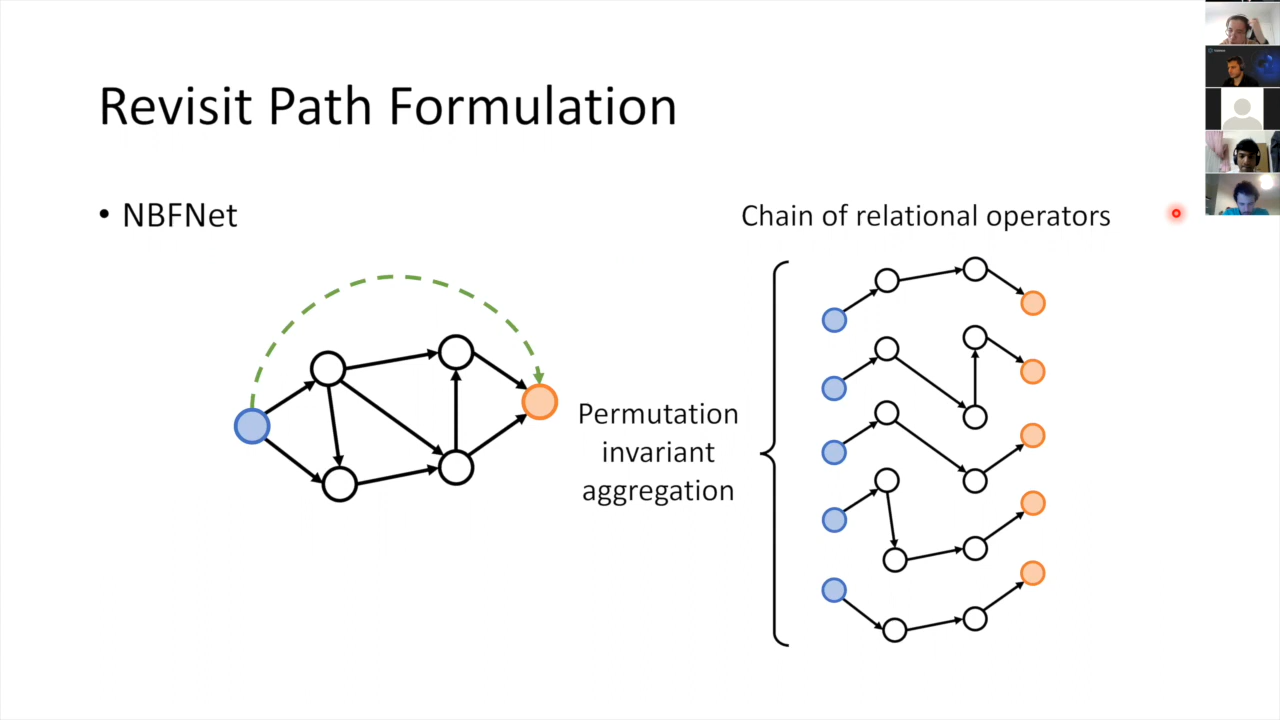 Revisit Path Formulation
• NBFNet
Chain of relational operators
Permutation
invariant
aggregation